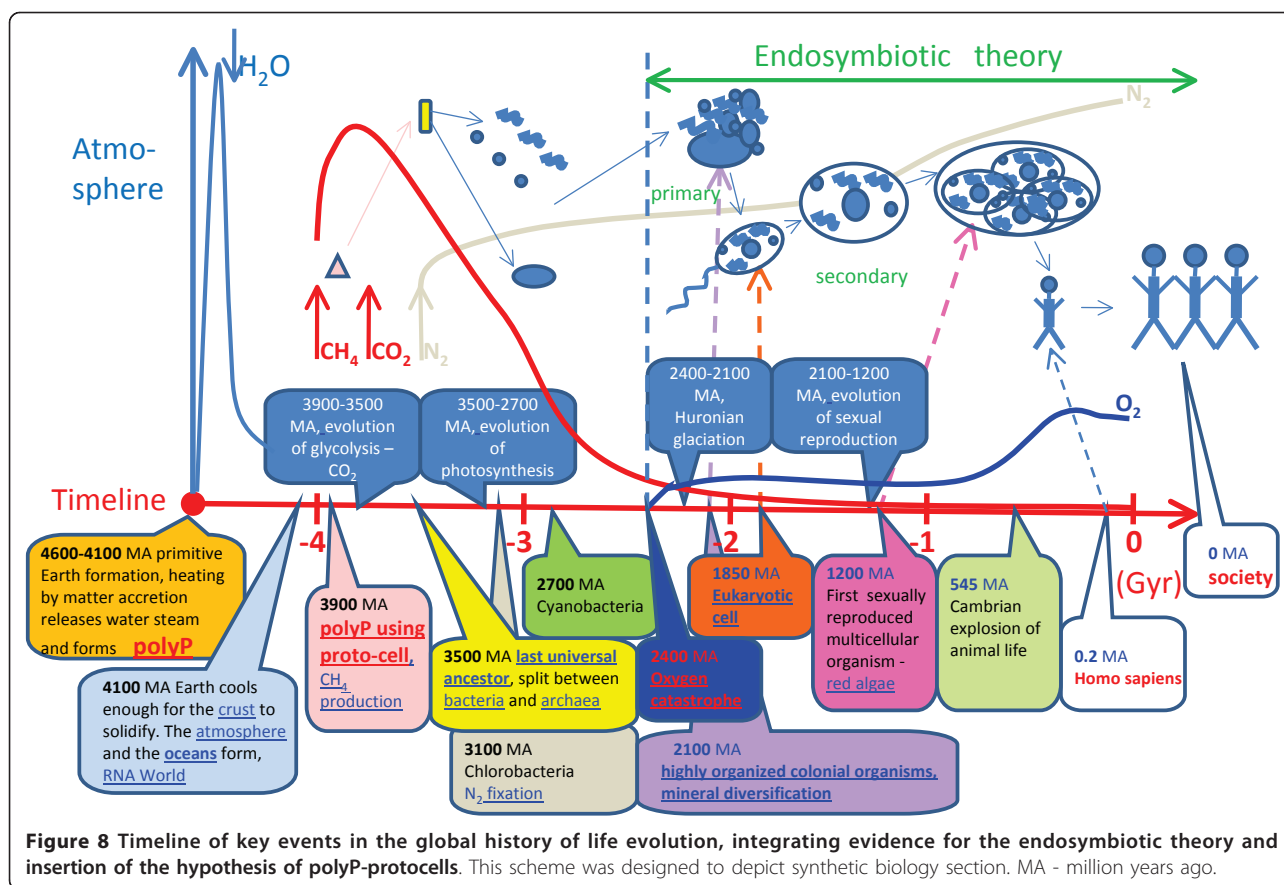 H₂O
Endosymbiotic theory
N₂
Atmo-
sphere
primary
secondary
CH₄
CO₂
N₂
O₂
3900-3500
MA, evolution
of glycolysis –
CO₂
3500-2700
MA, evolution
of
photosynthesis
2400-2100
MA,
Huronian
glaciation
2100-1200
MA, evolution
of sexual
reproduction
Timeline
-4
-3
-2
-1
0
(Gyr)
4600-4100 MA primitive
Earth formation, heating
by matter accretion
releases water steam
and forms polyP
4100 MA Earth cools
enough for the crust to
solidify. The atmosphere
and the oceans form,
RNA World
3900 MA
polyP using
proto-cell,
CH₄
production
3500 MA last universal
ancestor, split between
bacteria and archaea
3100 MA
Chlorobacteria
N₂ fixation
2700 MA
Cyanobacteria
2400 MA
Oxygen
catastrophe
2100 MA
highly organized colonial organisms,
mineral diversification
1850 MA
Eukaryotic
cell
1200 MA
First sexually
reproduced
multicellular
organism -
red algae
545 MA
Cambrian
explosion of
animal life
0.2 MA
Homo sapiens
0 MA
society
Figure 8 Timeline of key events in the global history of life evolution, integrating evidence for the endosymbiotic theory and
insertion of the hypothesis of polyP-protocells. This scheme was designed to depict synthetic biology section. MA - million years ago.